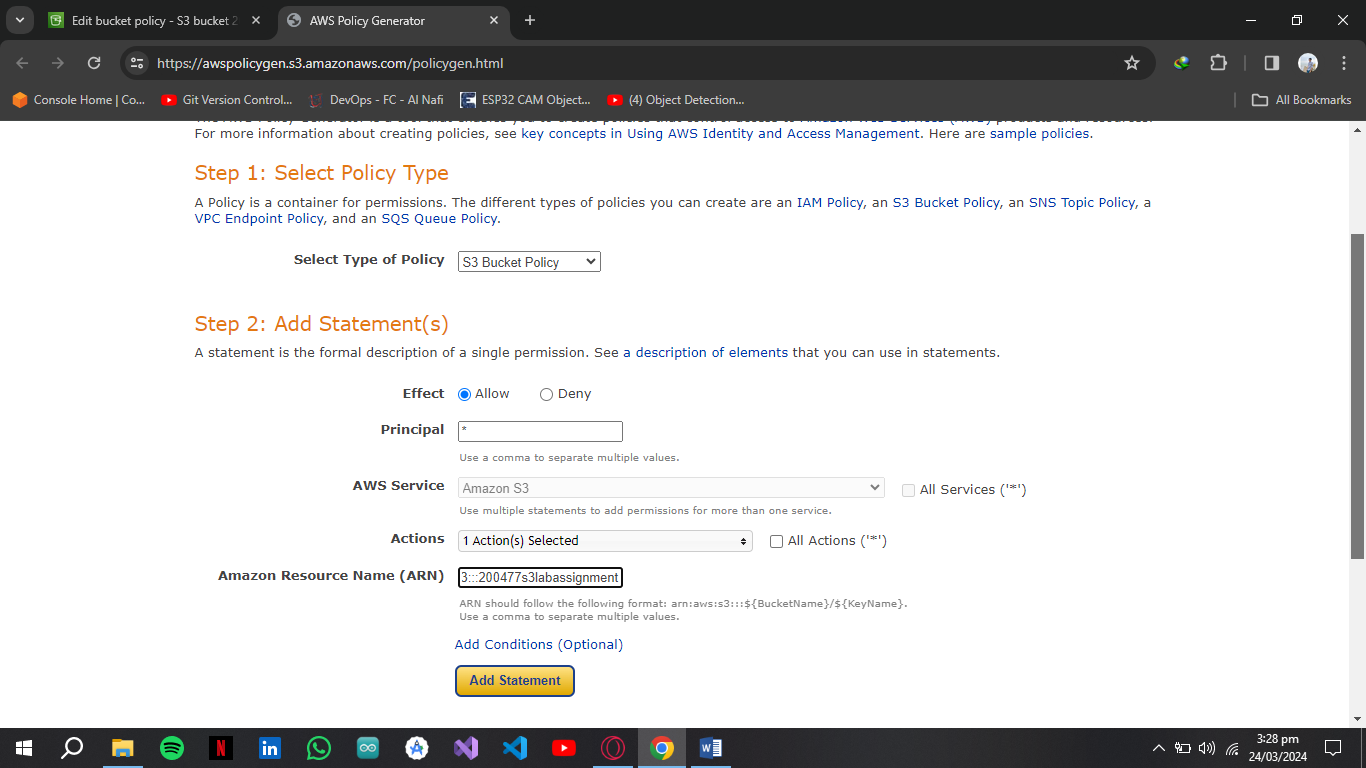 Edit bucket policy - S3 bucket 2
AWS Policy Generator
https://awspolicygen.s3.amazonaws.com/policygen.html
Console Home | Co...
Git Version Control...
DevOps - FC - Al Nafi
ESP32 CAM Object...
(4) Object Detection...
All Bookmarks
For more information about creating policies, see key concepts in Using AWS Identity and Access Management. Here are sample policies.
Step 1: Select Policy Type
A Policy is a container for permissions. The different types of policies you can create are an IAM Policy, an S3 Bucket Policy, an SNS Topic Policy, a
VPC Endpoint Policy, and an SQS Queue Policy.
Select Type of Policy S3 Bucket Policy
Step 2: Add Statement(s)
A statement is the formal description of a single permission. See a description of elements that you can use in statements.
Effect Allow Deny
Principal *
Use a comma to separate multiple values.
AWS Service Amazon S3 All Services ('*')
Use multiple statements to add permissions for more than one service.
Actions 1 Action(s) Selected All Actions ('*')
Amazon Resource Name (ARN) 3:::200477s3labassignment
ARN should follow the following format: arn:aws:s3:::${BucketName}/${KeyName}.
Use a comma to separate multiple values.
Add Conditions (Optional)
Add Statement
3:28 pm
24/03/2024